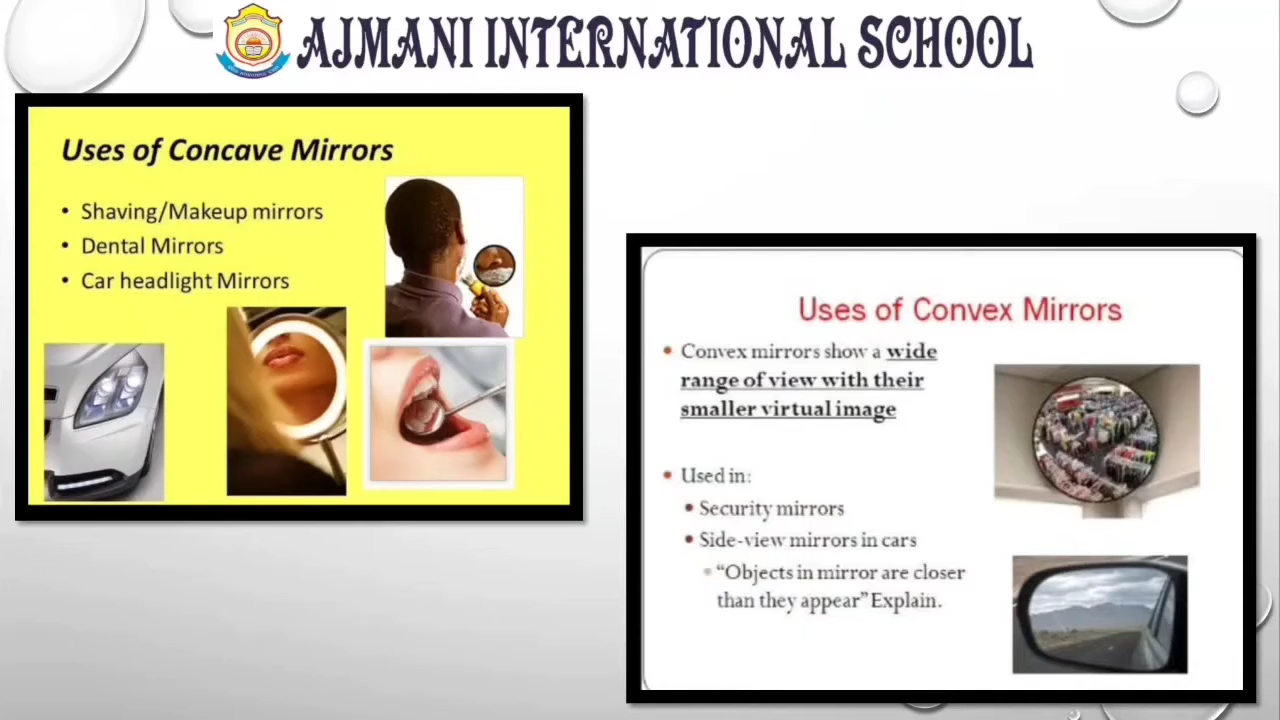 AJMANI INTERNATIONAL SCHOOL
Uses of Concave Mirrors
• Shaving/Makeup mirrors
• Dental Mirrors
• Car headlight Mirrors
Uses of Convex Mirrors
• Convex mirrors show a wide
range of view with their
smaller virtual image
• Used in:
• Security mirrors
• Side-view mirrors in cars
• “Objects in mirror are closer
than they appear” Explain.